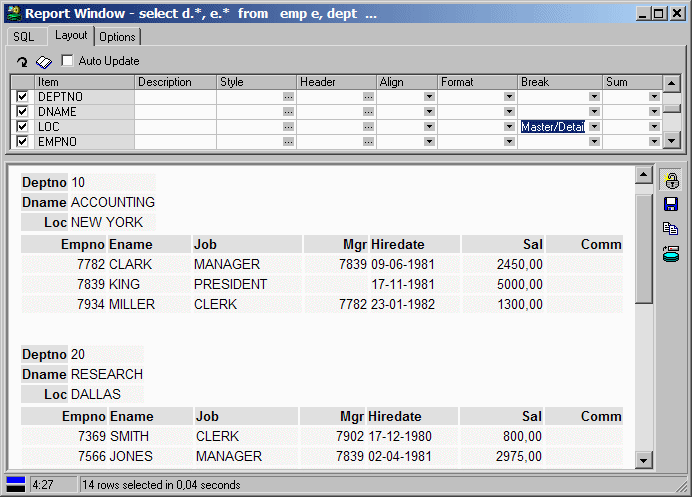 Report Window - select d.*, e.* from emp e, dept ...
SQL Layout Options
Auto Update
Item Description Style Header Align Format Break Sum
DEPTNO
DNAME
LOC Master/Detail
EMPNO
Deptno 10
Dname ACCOUNTING
Loc NEW YORK
Empno Ename Job Mgr Hiredate Sal Comm
7782 CLARK MANAGER 7839 09-06-1981 2450,00
7839 KING PRESIDENT 17-11-1981 5000,00
7934 MILLER CLERK 7782 23-01-1982 1300,00
Deptno 20
Dname RESEARCH
Loc DALLAS
Empno Ename Job Mgr Hiredate Sal Comm
7369 SMITH CLERK 7902 17-12-1980 800,00
7566 JONES MANAGER 7839 02-04-1981 2975,00
4:27 14 rows selected in 0,04 seconds